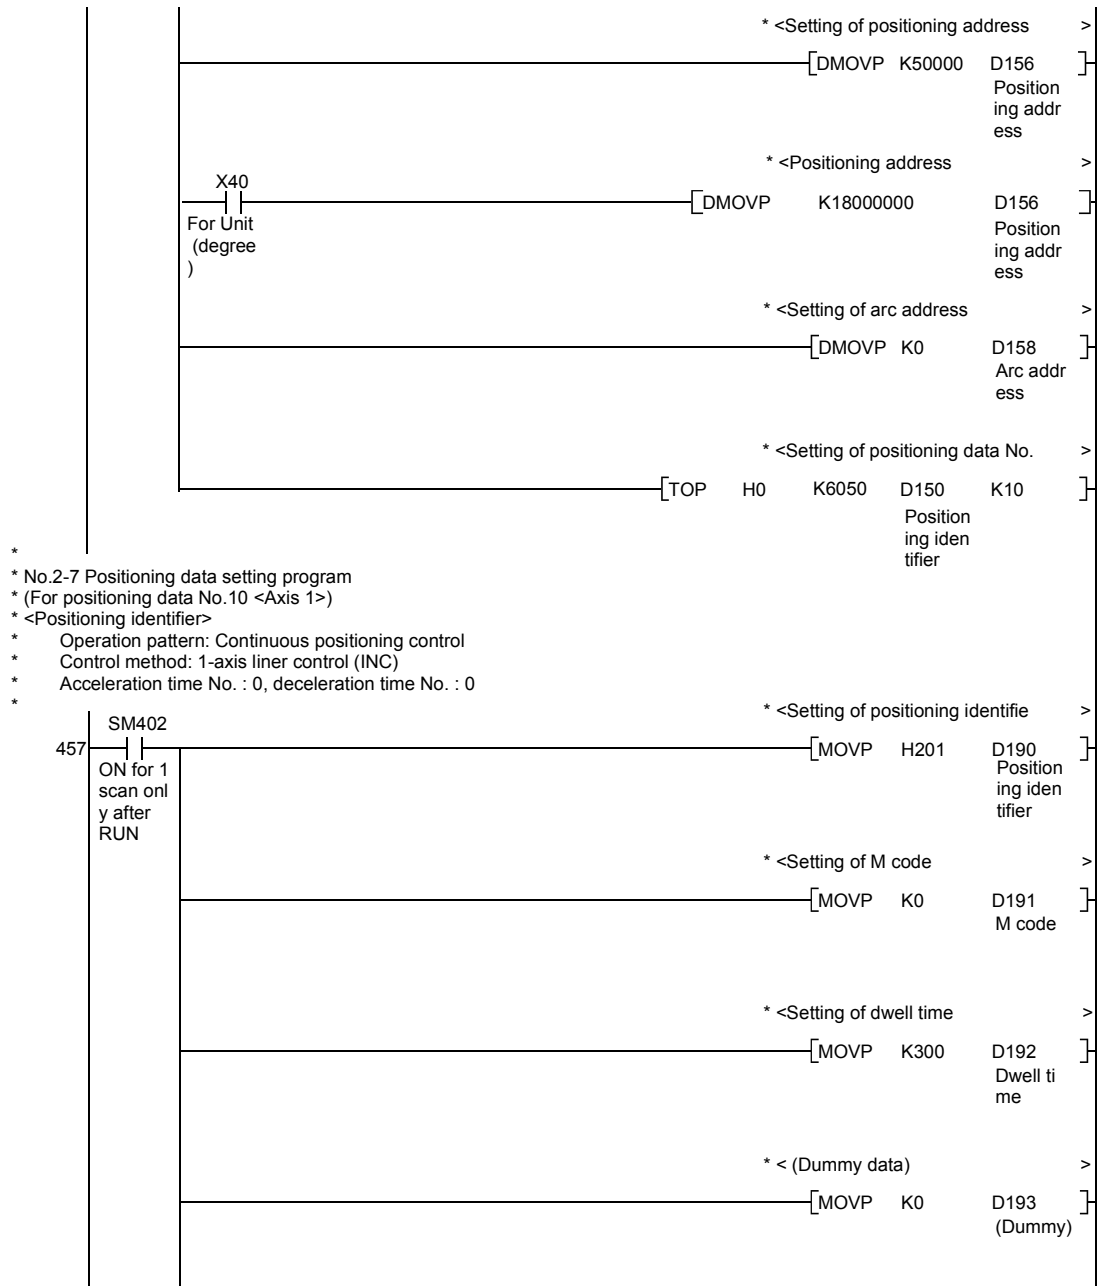 * <Setting of positioning address >
DMOVP K50000 D156
Position
ing addr
ess
* <Positioning address >
X40
DMOVP K18000000 D156
For Unit
(degree
)
Position
ing addr
ess
* <Setting of arc address >
DMOVP K0 D158
Arc addr
ess
* <Setting of positioning data No. >
TOP H0 K6050 D150 K10
Position
ing iden
tifier
*
* No.2-7 Positioning data setting program
* (For positioning data No.10 <Axis 1>)
* <Positioning identifier>
* Operation pattern: Continuous positioning control
* Control method: 1-axis liner control (INC)
* Acceleration time No. : 0, deceleration time No. : 0
*
* <Setting of positioning identifie >
SM402
457 MOVP H201 D190
ON for 1
scan onl
y after
RUN
Position
ing iden
tifier
* <Setting of M code >
MOVP K0 D191
M code
* <Setting of dwell time >
MOVP K300 D192
Dwell ti
me
* < (Dummy data) >
MOVP K0 D193
(Dummy)